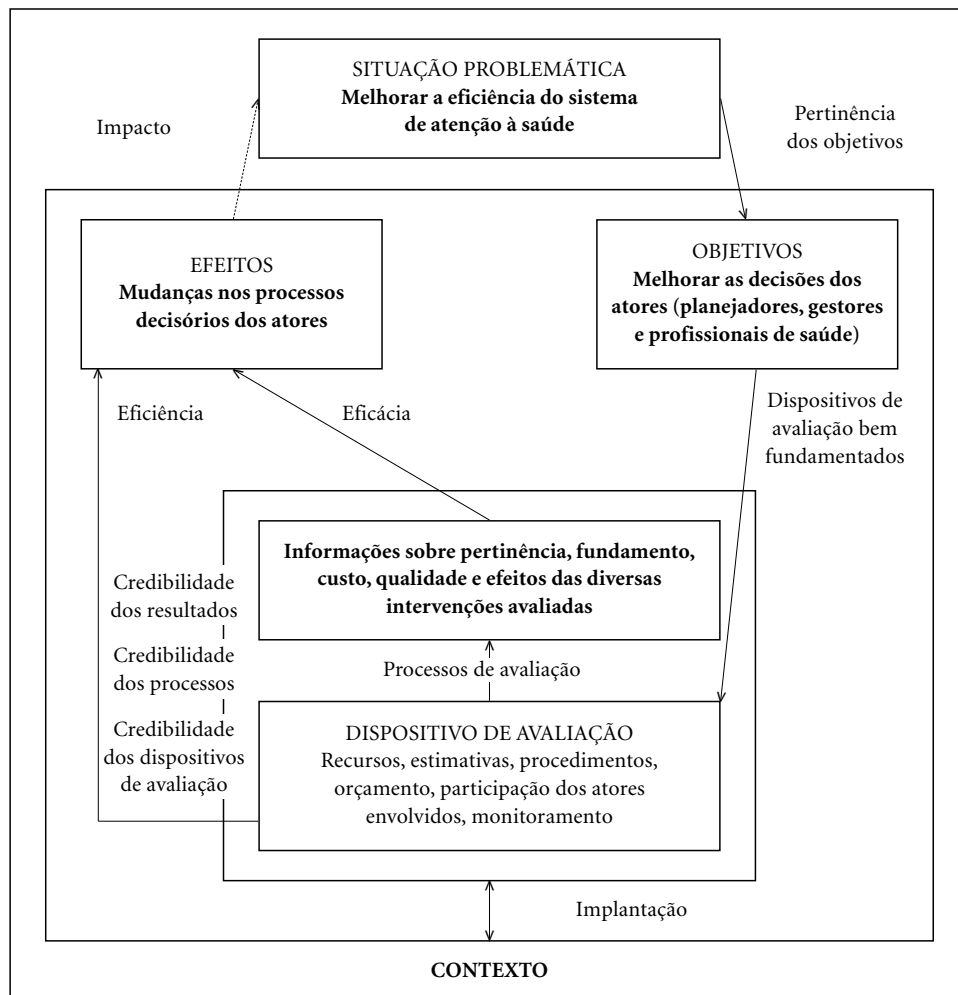 SITUAÇÃO PROBLEMÁTICA
Melhorar a eficiência do sistema
de atenção à saúde
Impacto
Pertinência
dos objetivos
EFEITOS
Mudanças nos processos
decisórios dos atores
OBJETIVOS
Melhorar as decisões dos
atores (planejadores, gestores
e profissionais de saúde)
Eficiência
Eficácia
Dispositivos de
avaliação bem
fundamentados
Informações sobre pertinência, fundamento,
custo, qualidade e efeitos das diversas
intervenções avaliadas
Credibilidade
dos resultados
Credibilidade
dos processos
Credibilidade
dos dispositivos
de avaliação
Processos de avaliação
DISPOSITIVO DE AVALIAÇÃO
Recursos, estimativas, procedimentos,
orçamento, participação dos atores
envolvidos, monitoramento
Implantação
CONTEXTO